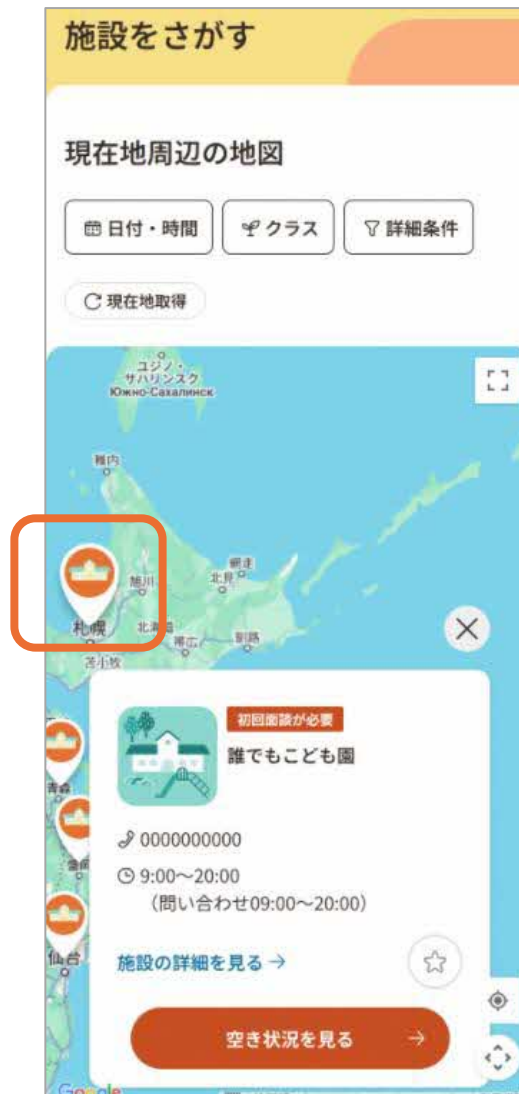 施設をさがす
現在地周辺の地図
日付・時間
クラス
詳細条件
現在地取得
ユジノ・
サハリンスク
Южно-Сахалинск
稚内
網走
旭川
北見
札幌
北海道
帯広
釧路
苫小牧
初回面談が必要
誰でもこども園
青森
0000000000
盛岡
9:00～20:00
(問い合わせ09:00～20:00)
仙台
施設の詳細を見る→
空き状況を見る →
Google